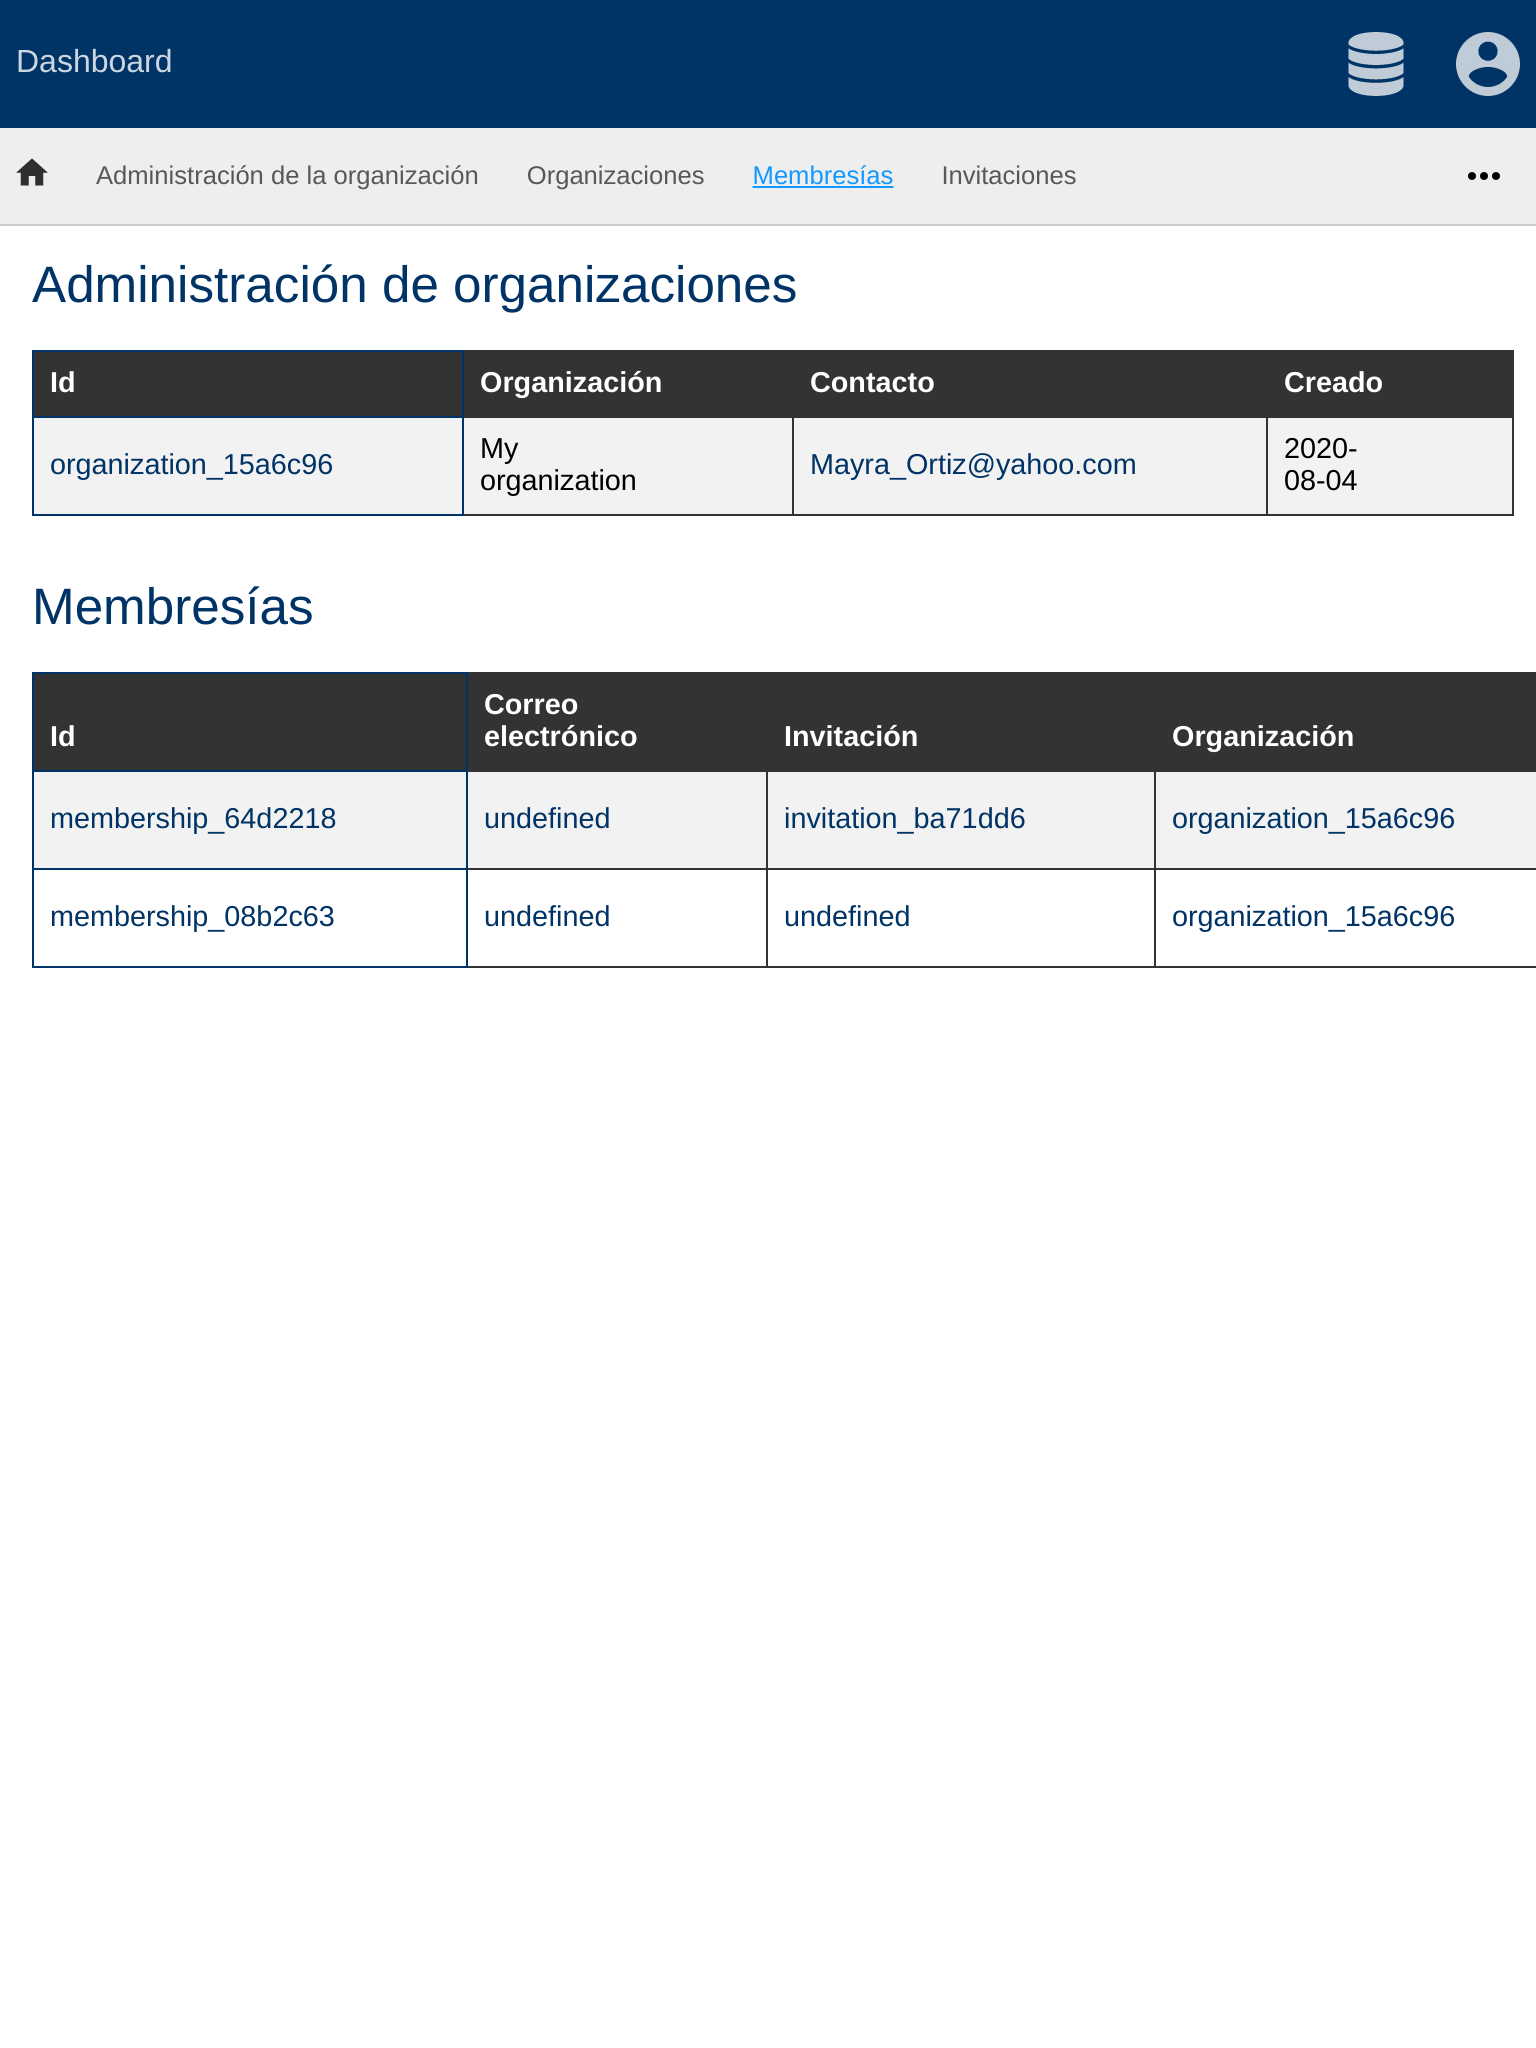 Dashboard
Administración de la organización Organizaciones Membresías Invitaciones
Administración de organizaciones
Id Organización Contacto Creado
organization_15a6c96 My organization Mayra_Ortiz@yahoo.com 2020-08-04
Membresías
Id Correo electrónico Invitación Organización
membership_64d2218 undefined invitation_ba71dd6 organization_15a6c96
membership_08b2c63 undefined undefined organization_15a6c96